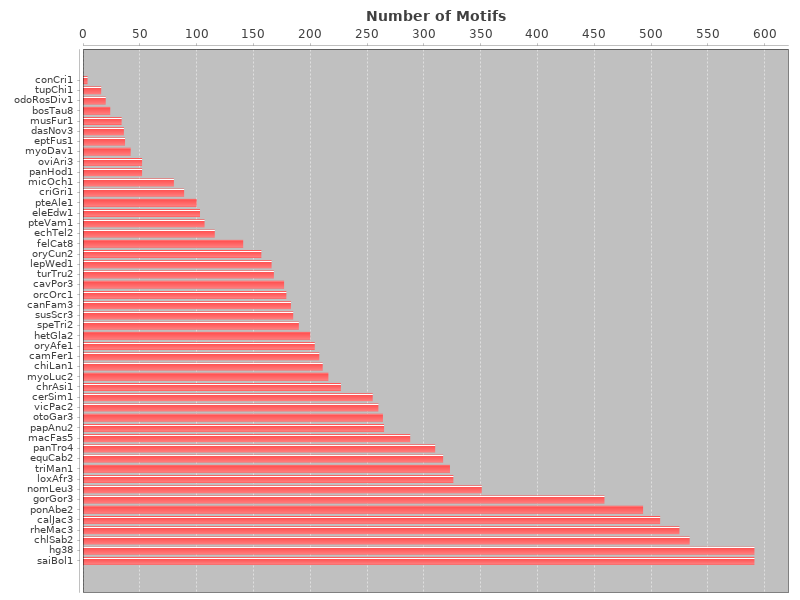 Number of Motifs
0 50 100 150 200 250 300 350 400 450 500 550 600
conCri1
tupChi1
odoRosDiv1
bosTau8
musFur1
dasNov3
eptFus1
myoDav1
oviAri3
panHod1
micOch1
criGri1
pteAle1
eleEdw1
pteVam1
echTel2
felCat8
oryCun2
lepWed1
turTru2
cavPor3
orcOrc1
canFam3
susScr3
speTri2
hetGla2
oryAfe1
camFer1
chiLan1
myoLuc2
chrAsi1
cerSim1
vicPac2
otoGar3
papAnu2
macFas5
panTro4
equCab2
triMan1
loxAfr3
nomLeu3
gorGor3
ponAbe2
calJac3
rheMac3
chlSab2
hg38
saiBol1